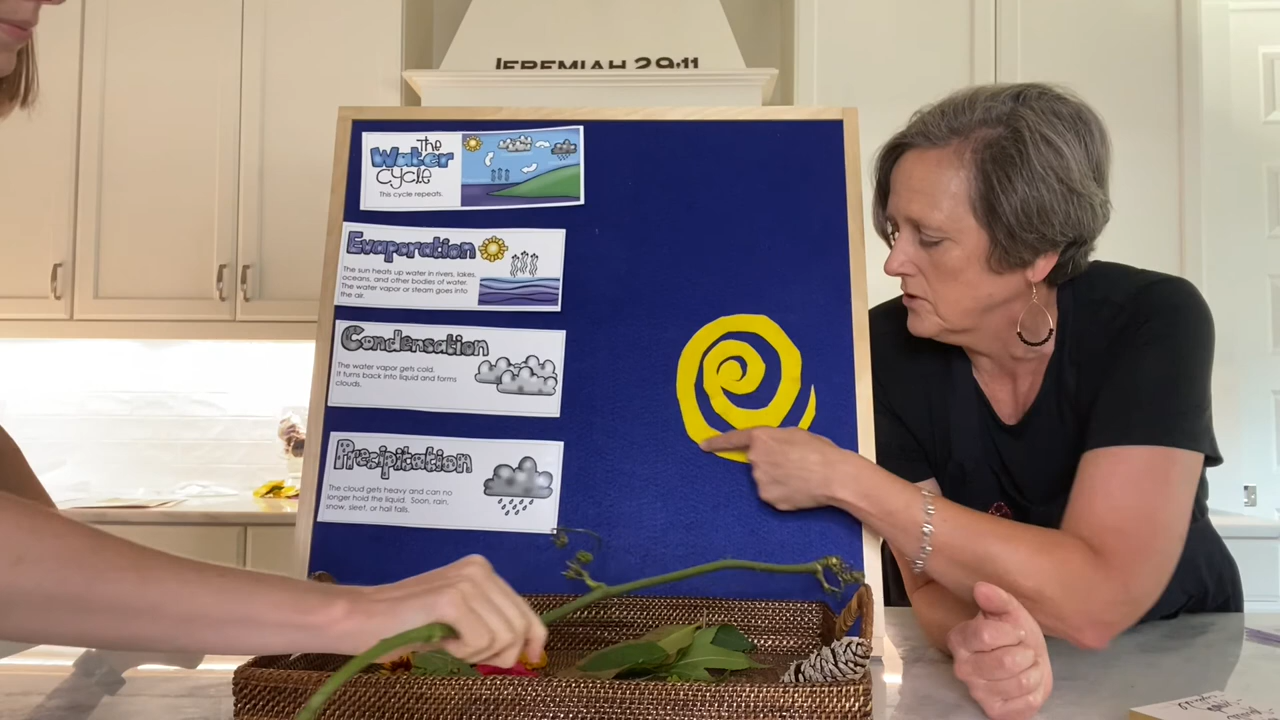 JEREMIAH 29:11
The
Water
Cycle
This cycle repeats.
Evaporation
The sun heats up water in rivers, lakes,
oceans, and other bodies of water.
The water vapor or steam goes into
the air.
Condensation
The water vapor gets cold.
It turns back into liquid and forms
clouds.
Precipitation
The cloud gets heavy and can no
longer hold the liquid. Soon, rain,
snow, sleet, or hail falls.